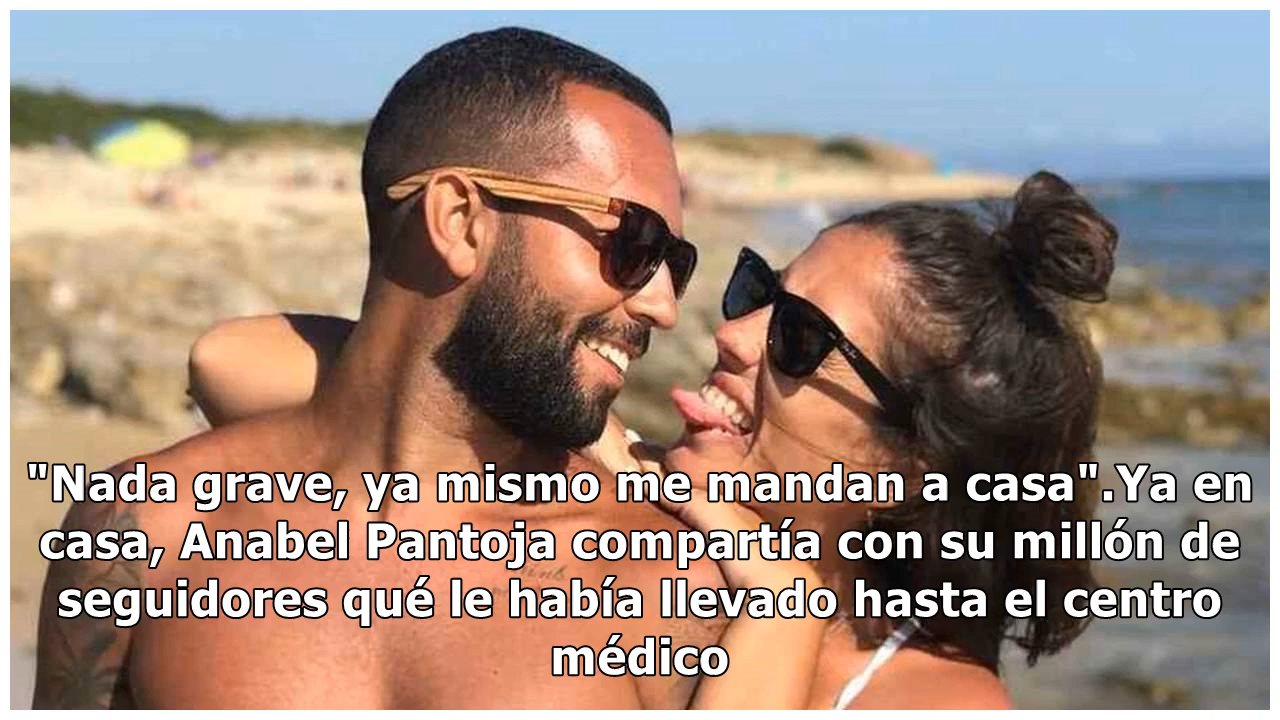 "Nada grave, ya mismo me mandan a casa".Ya en
casa, Anabel Pantoja compartía con su millón de
seguidores qué le había llevado hasta el centro
médico